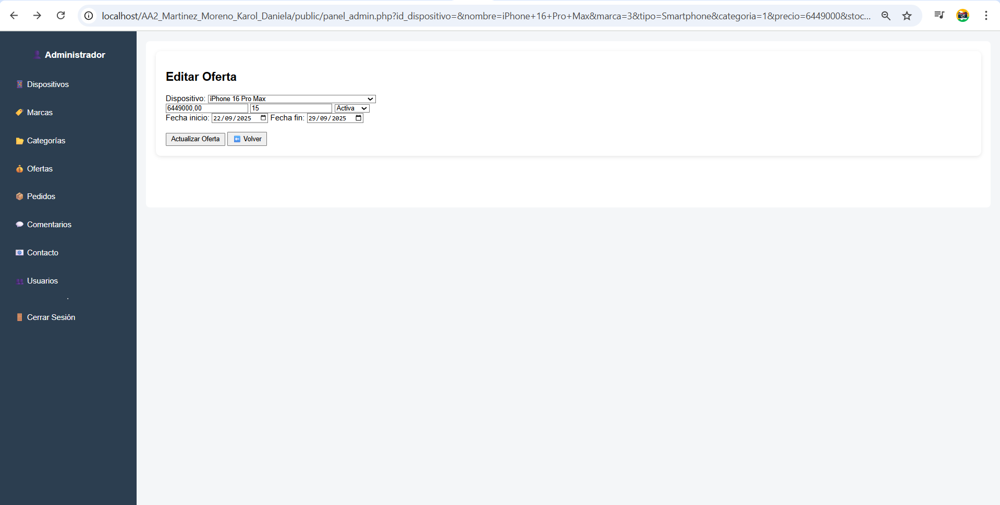 localhost/AA2_Martinez_Moreno_Karol_Daniela/public/panel_admin.php?id_dispositivo=&nombre=iPhone+16+Pro+Max&marca=3&tipo=Smartphone&categoria=1&precio=6449000&stoc...
Administrador
Dispositivos
Marcas
Categorías
Ofertas
Pedidos
Comentarios
Contacto
Usuarios
.
Cerrar Sesión
Editar Oferta
Dispositivo: iPhone 16 Pro Max
6449000,00 15 Activa
Fecha inicio: 22/09/2025 Fecha fin: 29/09/2025
Actualizar Oferta Volver